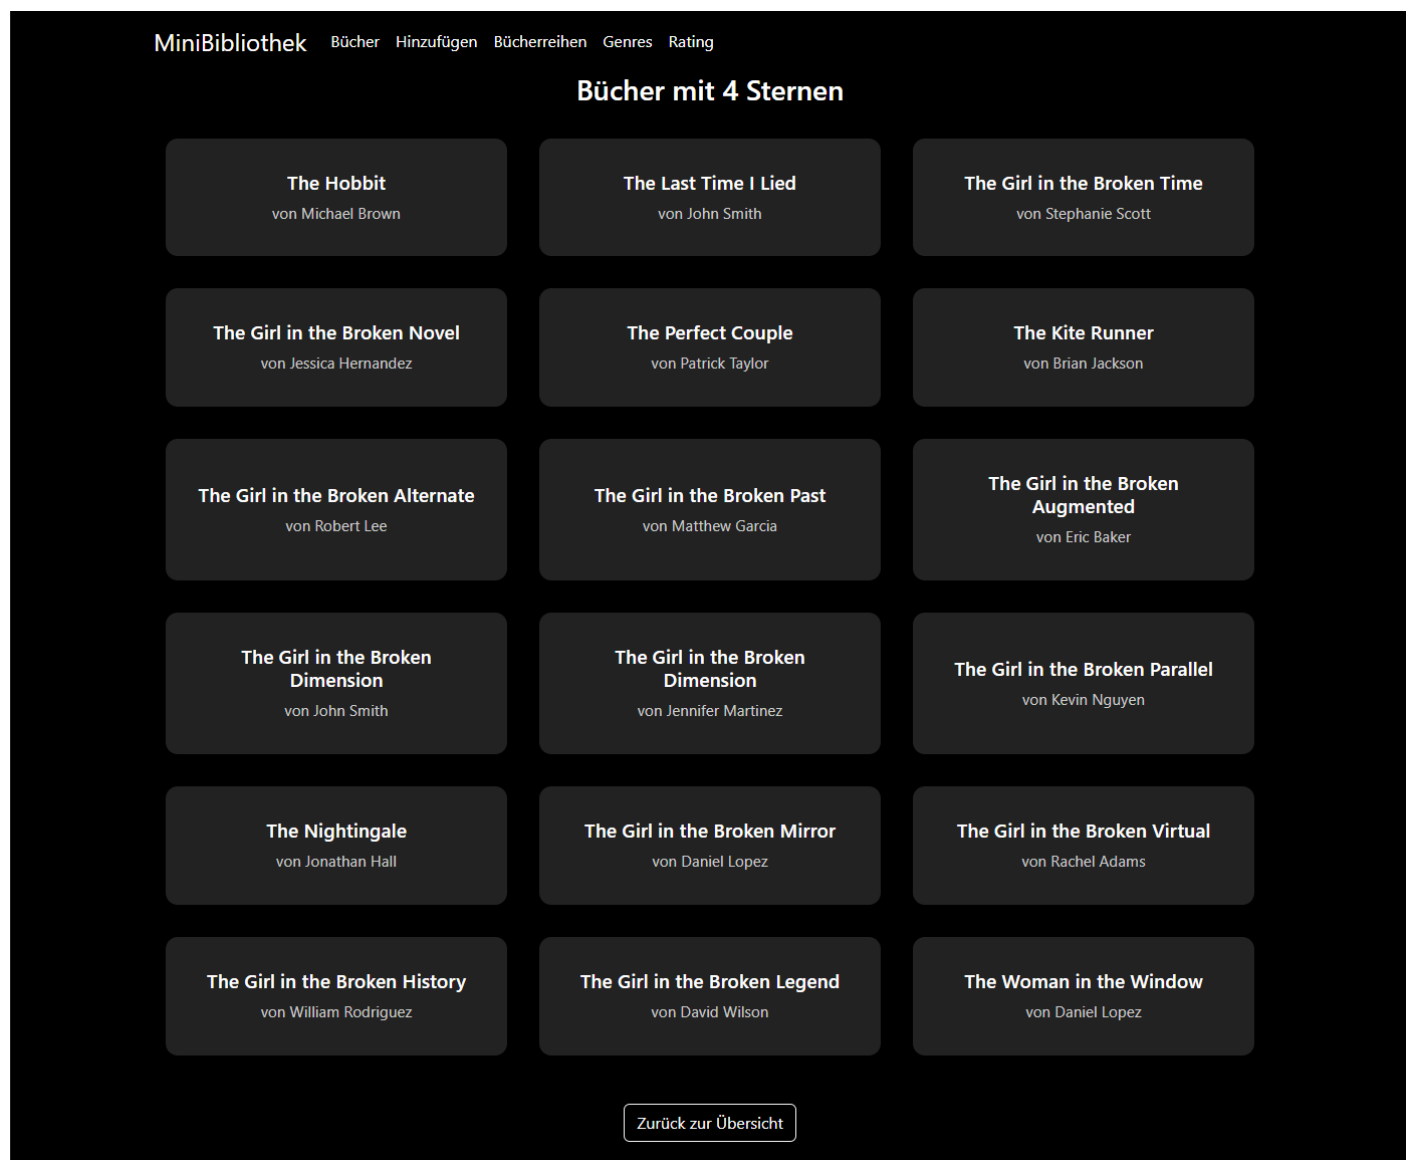 MiniBibliothek Bücher Hinzufügen Bücherreihen Genres Rating
Bücher mit 4 Sternen
The Hobbit
von Michael Brown
The Last Time I Lied
von John Smith
The Girl in the Broken Time
von Stephanie Scott
The Girl in the Broken Novel
von Jessica Hernandez
The Perfect Couple
von Patrick Taylor
The Kite Runner
von Brian Jackson
The Girl in the Broken Alternate
von Robert Lee
The Girl in the Broken Past
von Matthew Garcia
The Girl in the Broken
Augmented
von Eric Baker
The Girl in the Broken
Dimension
von John Smith
The Girl in the Broken
Dimension
von Jennifer Martinez
The Girl in the Broken Parallel
von Kevin Nguyen
The Nightingale
von Jonathan Hall
The Girl in the Broken Mirror
von Daniel Lopez
The Girl in the Broken Virtual
von Rachel Adams
The Girl in the Broken History
von William Rodriguez
The Girl in the Broken Legend
von David Wilson
The Woman in the Window
von Daniel Lopez
Zurück zur Übersicht